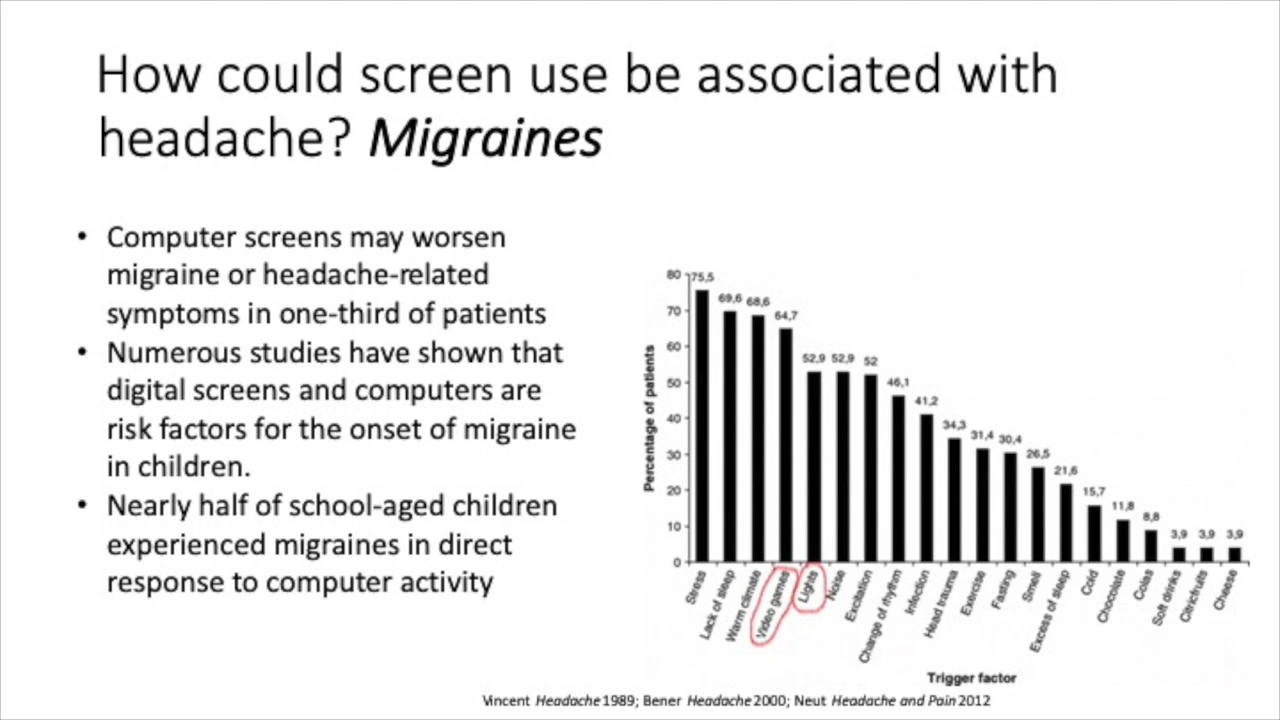 How could screen use be associated with
headache? Migraines
• Computer screens may worsen
migraine or headache-related
symptoms in one-third of patients
• Numerous studies have shown that
digital screens and computers are
risk factors for the onset of migraine
in children.
• Nearly half of school-aged children
experienced migraines in direct
response to computer activity
Percentage of patients
80
70
60
50
40
30
20
10
0
75,5
69,6
68,6
64,7
52,9
52,9
52
46,1
41,2
34,3
31,4
30,4
26,5
21,6
15,7
11,8
8,8
3,9
3,9
3,9
Stress
Lack of sleep
Warm climate
Video games
Lights
Noise
Excitation
Change of rhythm
Infection
Head trauma
Exercise
Fasting
Smell
Excess of sleep
Cold
Chocolate
Colas
Soft drinks
Citricfruits
Cheese
Trigger factor
Vincent Headache 1989; Bener Headache 2000; Neut Headache and Pain 2012